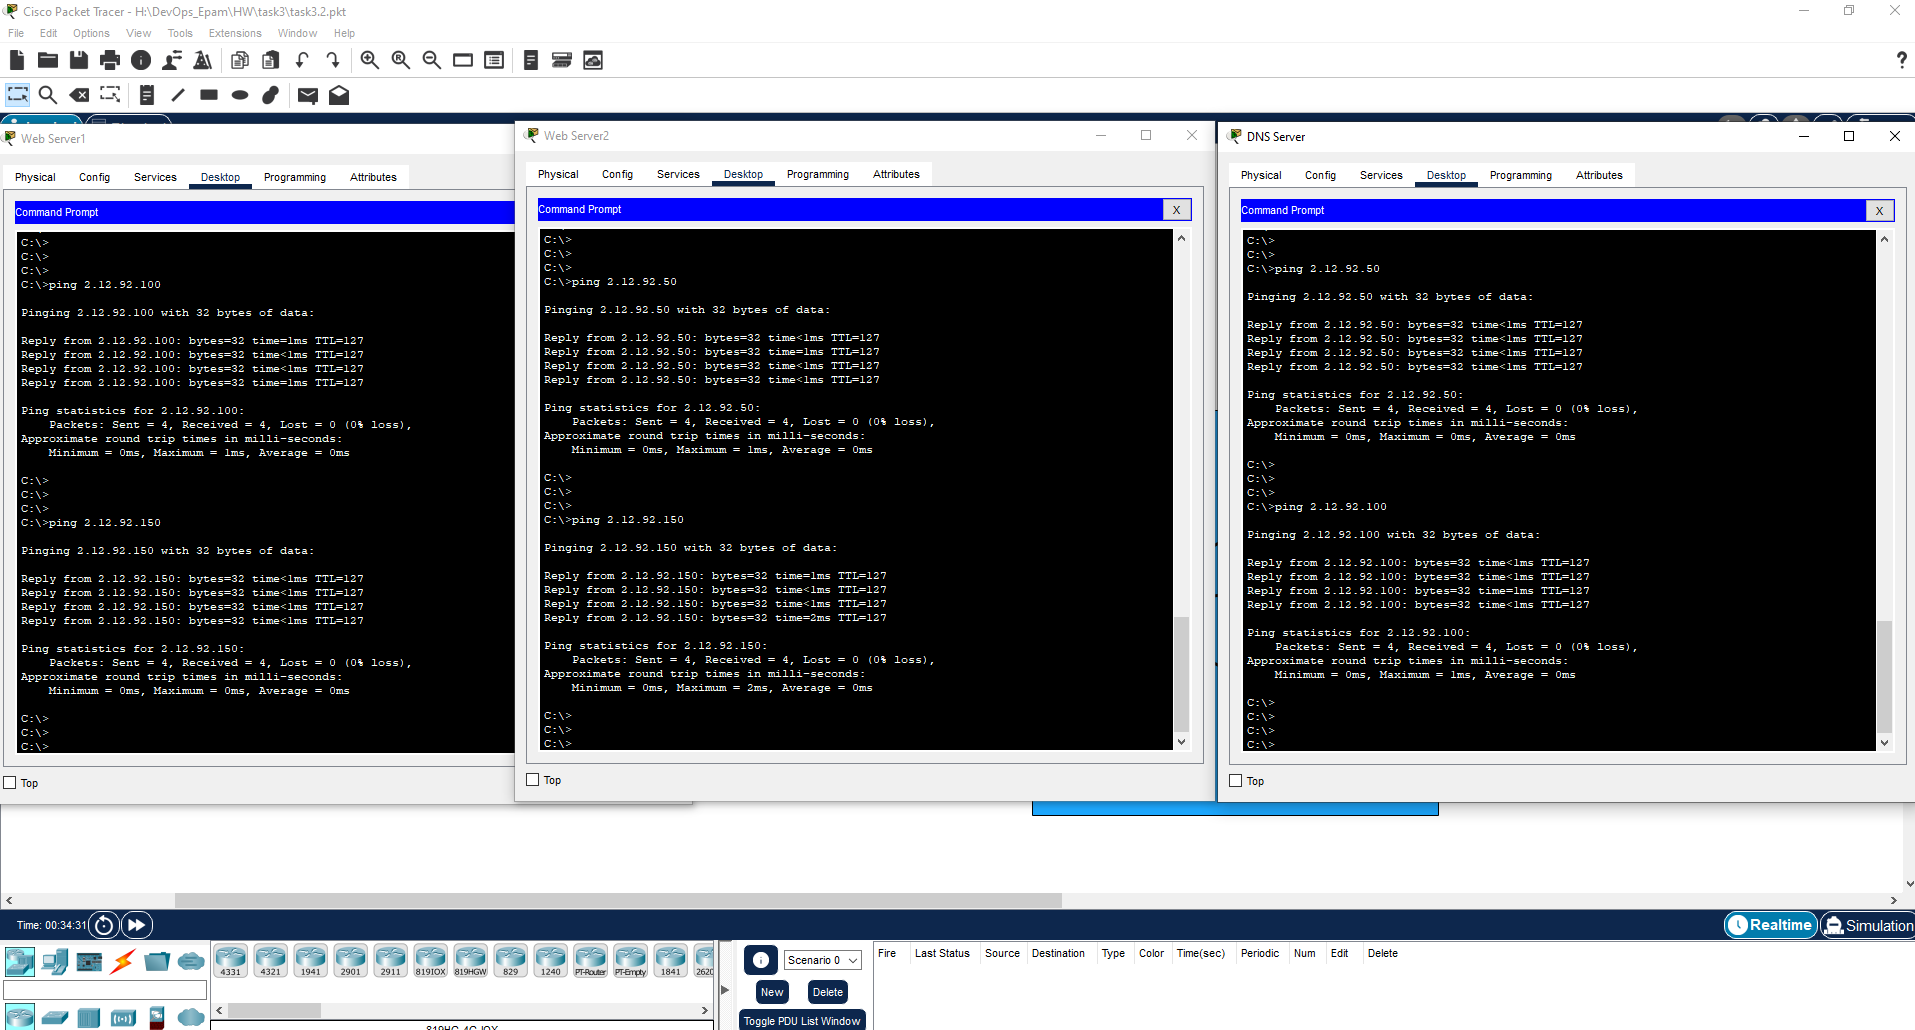 Cisco Packet Tracer - H:\DevOps_Epam\HW\task3\task3.2.pkt
File Edit Options View Tools Extensions Window Help
?
Web Server1
Physical Config Services Desktop Programming Attributes
Command Prompt
C:\>
C:\>
C:\>
C:\>ping 2.12.92.100
Pinging 2.12.92.100 with 32 bytes of data:
Reply from 2.12.92.100: bytes=32 time=1ms TTL=127
Reply from 2.12.92.100: bytes=32 time<1ms TTL=127
Reply from 2.12.92.100: bytes=32 time<1ms TTL=127
Reply from 2.12.92.100: bytes=32 time=1ms TTL=127
Ping statistics for 2.12.92.100:
Packets: Sent = 4, Received = 4, Lost = 0 (0% loss),
Approximate round trip times in milli-seconds:
Minimum = 0ms, Maximum = 1ms, Average = 0ms
C:\>
C:\>
C:\>
C:\>ping 2.12.92.150
Pinging 2.12.92.150 with 32 bytes of data:
Reply from 2.12.92.150: bytes=32 time<1ms TTL=127
Reply from 2.12.92.150: bytes=32 time<1ms TTL=127
Reply from 2.12.92.150: bytes=32 time<1ms TTL=127
Reply from 2.12.92.150: bytes=32 time<1ms TTL=127
Ping statistics for 2.12.92.150:
Packets: Sent = 4, Received = 4, Lost = 0 (0% loss),
Approximate round trip times in milli-seconds:
Minimum = 0ms, Maximum = 0ms, Average = 0ms
C:\>
C:\>
C:\>
Top
Web Server2
Physical Config Services Desktop Programming Attributes
Command Prompt X
C:\>
C:\>
C:\>
C:\>ping 2.12.92.50
Pinging 2.12.92.50 with 32 bytes of data:
Reply from 2.12.92.50: bytes=32 time<1ms TTL=127
Reply from 2.12.92.50: bytes=32 time<1ms TTL=127
Reply from 2.12.92.50: bytes=32 time<1ms TTL=127
Reply from 2.12.92.50: bytes=32 time<1ms TTL=127
Ping statistics for 2.12.92.50:
Packets: Sent = 4, Received = 4, Lost = 0 (0% loss),
Approximate round trip times in milli-seconds:
Minimum = 0ms, Maximum = 1ms, Average = 0ms
C:\>
C:\>
C:\>
C:\>ping 2.12.92.150
Pinging 2.12.92.150 with 32 bytes of data:
Reply from 2.12.92.150: bytes=32 time=1ms TTL=127
Reply from 2.12.92.150: bytes=32 time<1ms TTL=127
Reply from 2.12.92.150: bytes=32 time<1ms TTL=127
Reply from 2.12.92.150: bytes=32 time=2ms TTL=127
Ping statistics for 2.12.92.150:
Packets: Sent = 4, Received = 4, Lost = 0 (0% loss),
Approximate round trip times in milli-seconds:
Minimum = 0ms, Maximum = 2ms, Average = 0ms
C:\>
C:\>
C:\>
Top
DNS Server
Physical Config Services Desktop Programming Attributes
Command Prompt X
C:\>
C:\>
C:\>ping 2.12.92.50
Pinging 2.12.92.50 with 32 bytes of data:
Reply from 2.12.92.50: bytes=32 time<1ms TTL=127
Reply from 2.12.92.50: bytes=32 time<1ms TTL=127
Reply from 2.12.92.50: bytes=32 time<1ms TTL=127
Reply from 2.12.92.50: bytes=32 time<1ms TTL=127
Ping statistics for 2.12.92.50:
Packets: Sent = 4, Received = 4, Lost = 0 (0% loss),
Approximate round trip times in milli-seconds:
Minimum = 0ms, Maximum = 0ms, Average = 0ms
C:\>
C:\>
C:\>
C:\>ping 2.12.92.100
Pinging 2.12.92.100 with 32 bytes of data:
Reply from 2.12.92.100: bytes=32 time<1ms TTL=127
Reply from 2.12.92.100: bytes=32 time<1ms TTL=127
Reply from 2.12.92.100: bytes=32 time=1ms TTL=127
Reply from 2.12.92.100: bytes=32 time<1ms TTL=127
Ping statistics for 2.12.92.100:
Packets: Sent = 4, Received = 4, Lost = 0 (0% loss),
Approximate round trip times in milli-seconds:
Minimum = 0ms, Maximum = 1ms, Average = 0ms
C:\>
C:\>
C:\>
C:\>
Top
Time: 00:34:31
Realtime Simulation
4331 4321 1941 2901 2911 819IOX 819HGW 829 1240 PT-Router PT-Empty 1841 2620
Scenario 0
New Delete
Toggle PDU List Window
Fire Last Status Source Destination Type Color Time(sec) Periodic Num Edit Delete